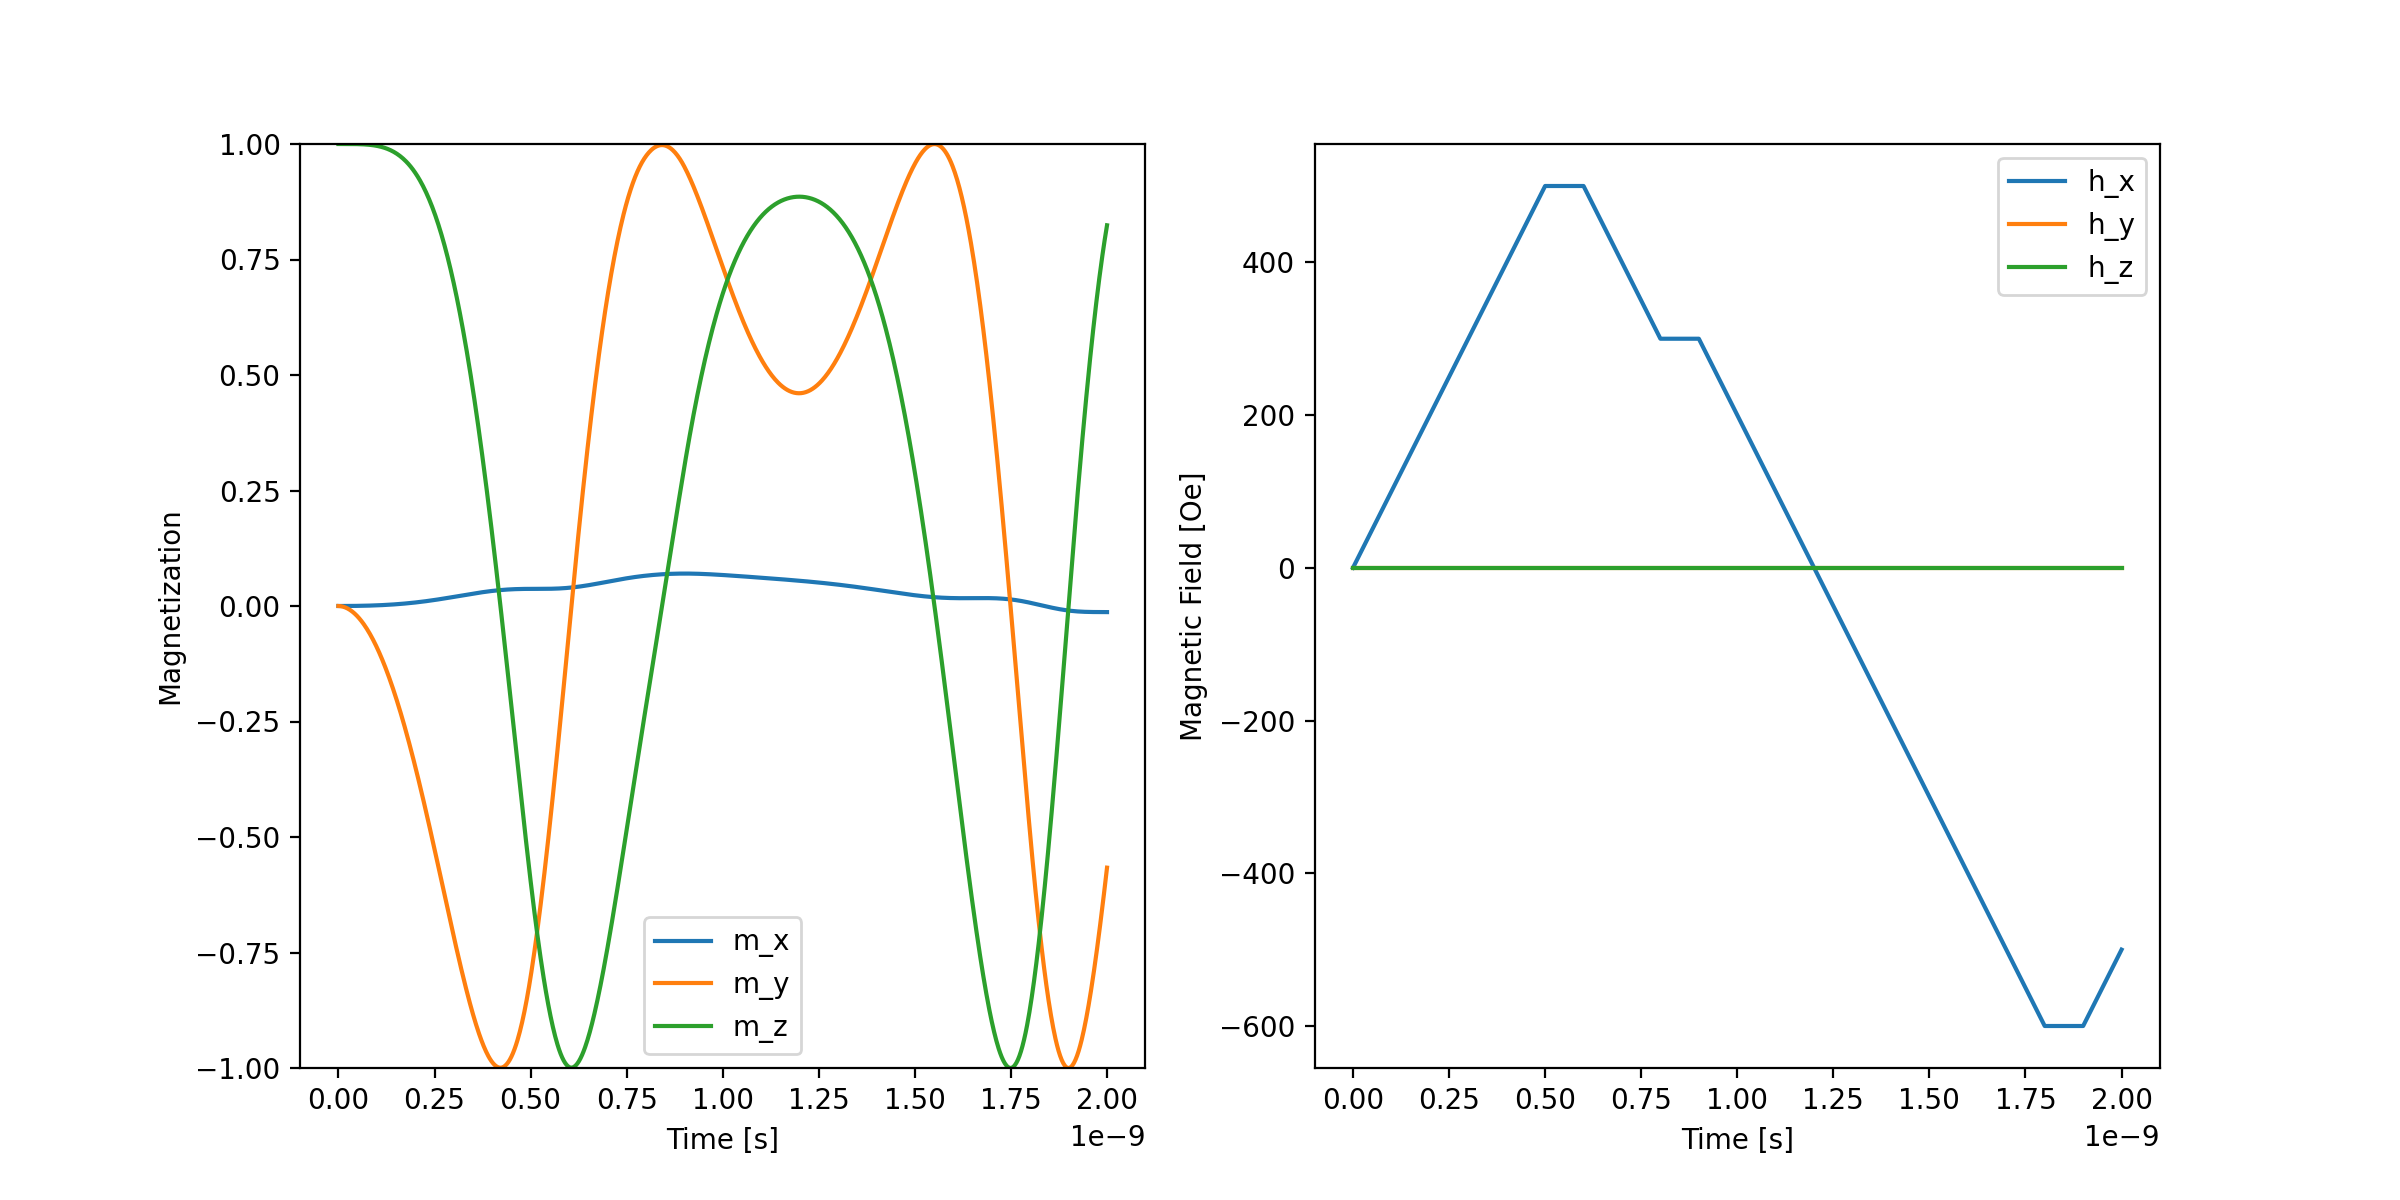 Magnetization
1.00
0.75
0.50
0.25
0.00
−0.25
−0.50
−0.75
−1.00
m_x
m_y
m_z
0.00 0.25 0.50 0.75 1.00 1.25 1.50 1.75 2.00
Time [s]
1e−9
Magnetic Field [Oe]
400
200
0
−200
−400
−600
h_x
h_y
h_z
0.00 0.25 0.50 0.75 1.00 1.25 1.50 1.75 2.00
Time [s]
1e−9